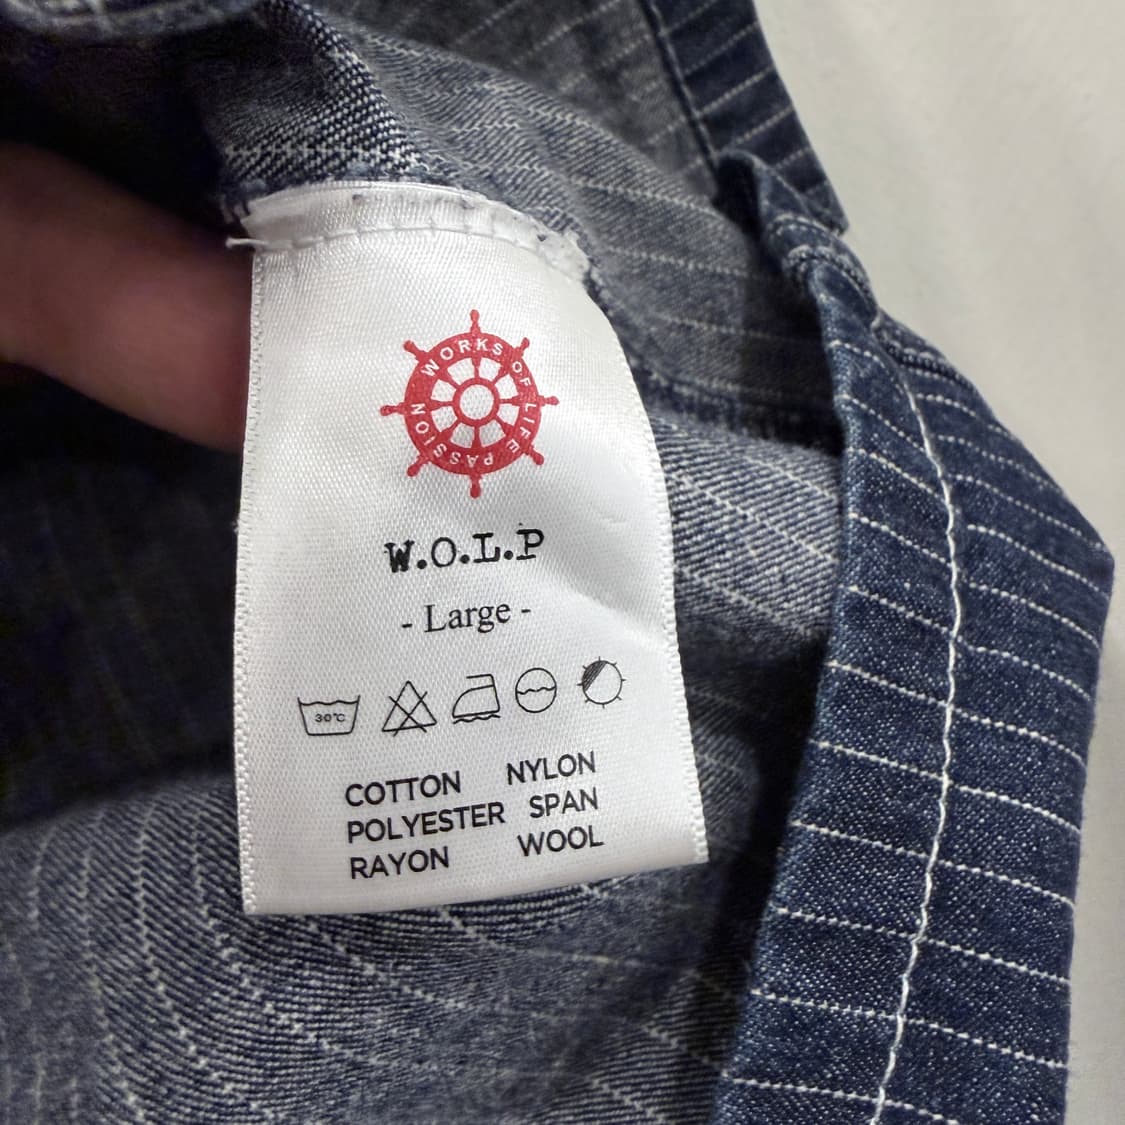 WORKS OF LIFE PASSION
W.O.L.P
- Large -
30℃
COTTON NYLON
POLYESTER SPAN
RAYON WOOL